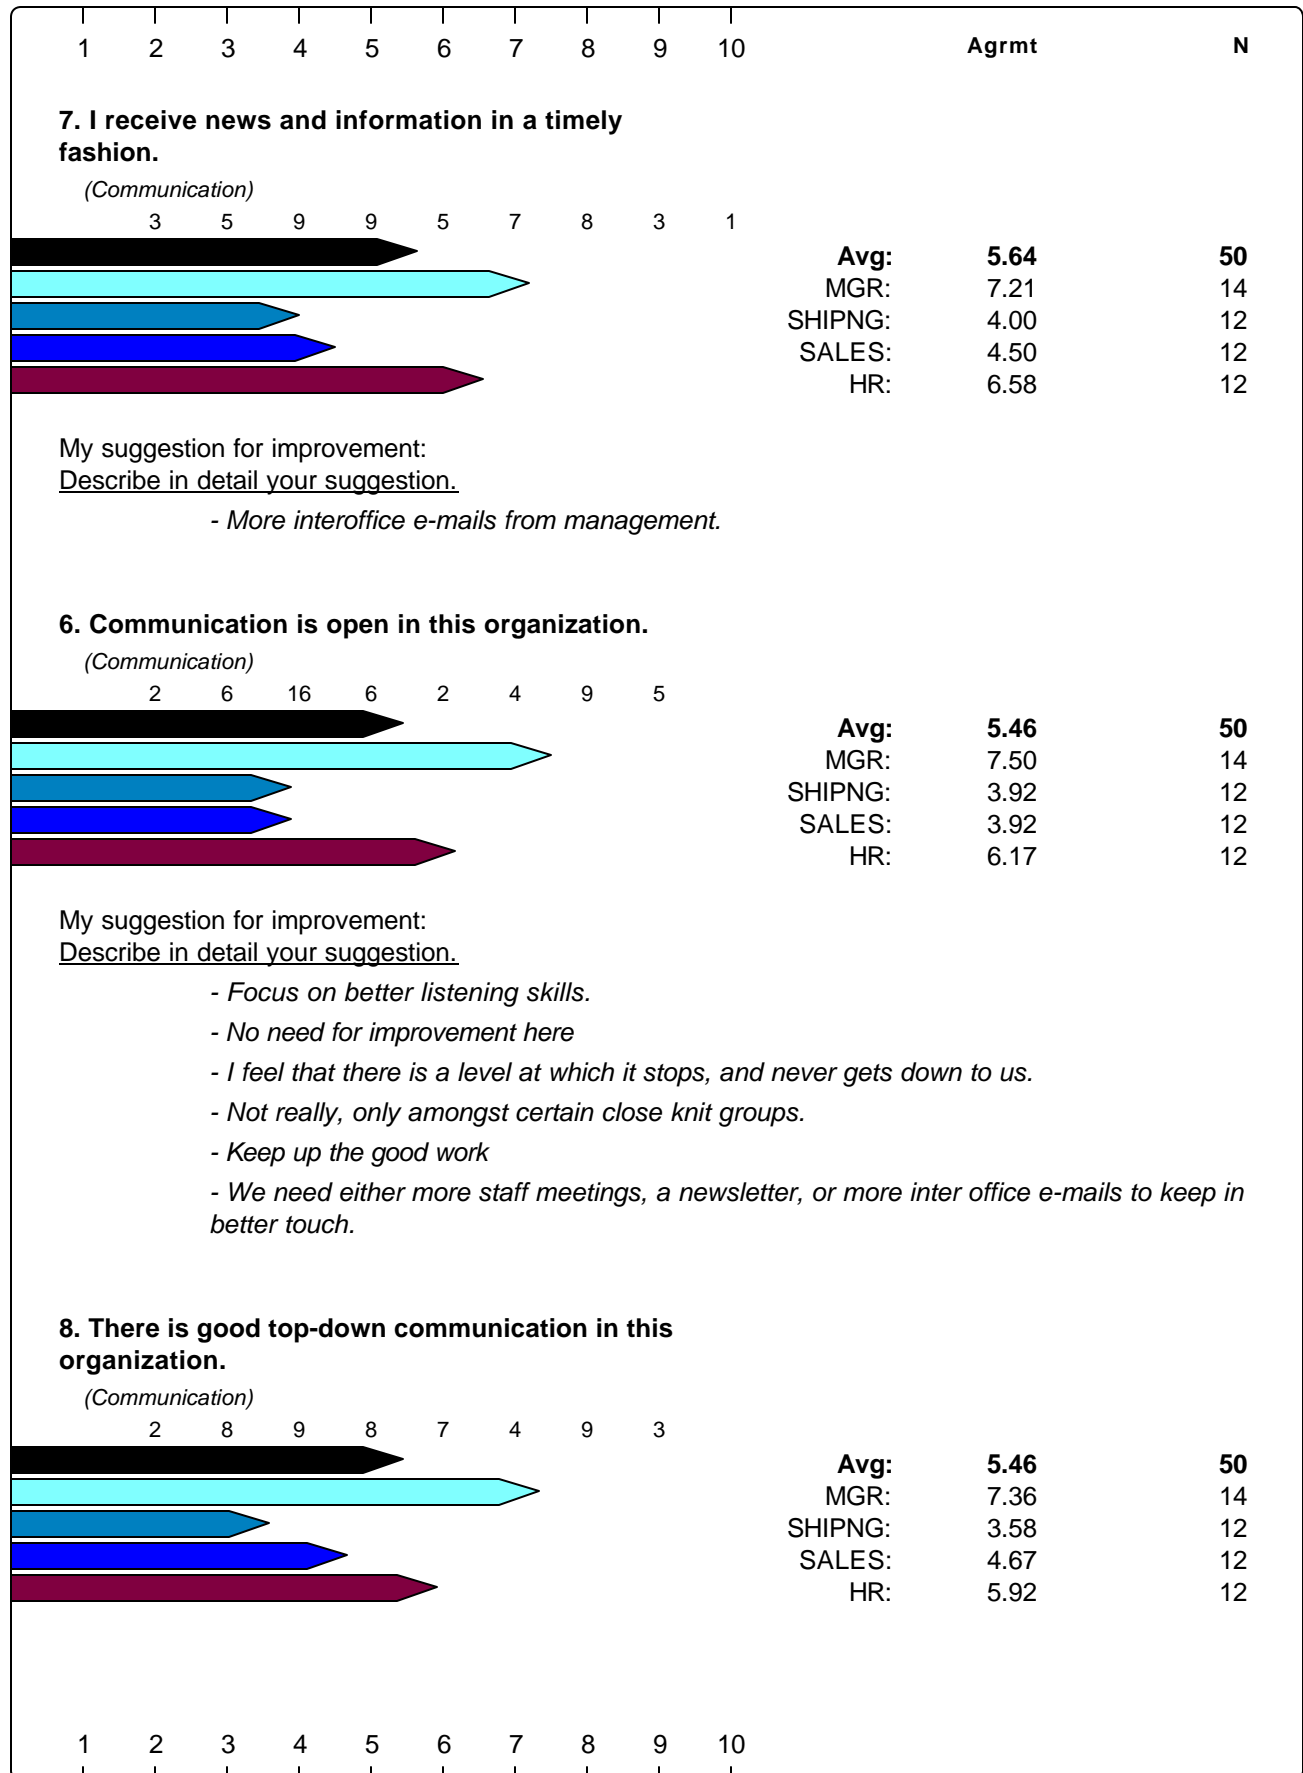 1 2 3 4 5 6 7 8 9 10 Agrmt N
7. I receive news and information in a timely
fashion.
(Communication)
3 5 9 9 5 7 8 3 1
Avg: 5.64 50
MGR: 7.21 14
SHIPNG: 4.00 12
SALES: 4.50 12
HR: 6.58 12
My suggestion for improvement:
Describe in detail your suggestion.
- More interoffice e-mails from management.
6. Communication is open in this organization.
(Communication)
2 6 16 6 2 4 9 5
Avg: 5.46 50
MGR: 7.50 14
SHIPNG: 3.92 12
SALES: 3.92 12
HR: 6.17 12
My suggestion for improvement:
Describe in detail your suggestion.
- Focus on better listening skills.
- No need for improvement here
- I feel that there is a level at which it stops, and never gets down to us.
- Not really, only amongst certain close knit groups.
- Keep up the good work
- We need either more staff meetings, a newsletter, or more inter office e-mails to keep in
better touch.
8. There is good top-down communication in this
organization.
(Communication)
2 8 9 8 7 4 9 3
Avg: 5.46 50
MGR: 7.36 14
SHIPNG: 3.58 12
SALES: 4.67 12
HR: 5.92 12
1 2 3 4 5 6 7 8 9 10